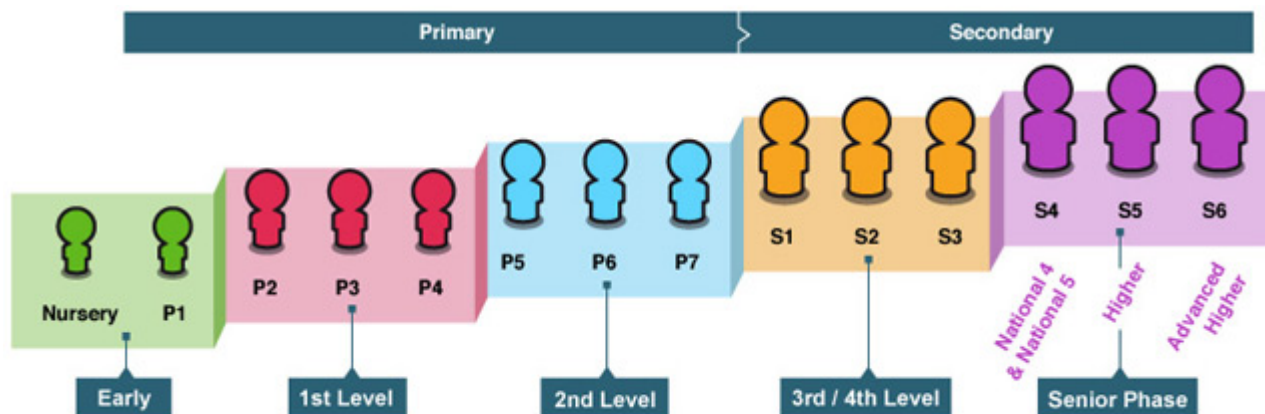 Primary
Secondary
Nursery
P1
P2
P3
P4
P5
P6
P7
S1
S2
S3
S4
S5
S6
National 4
& National 5
Higher
Advanced
Higher
Early
1st Level
2nd Level
3rd / 4th Level
Senior Phase